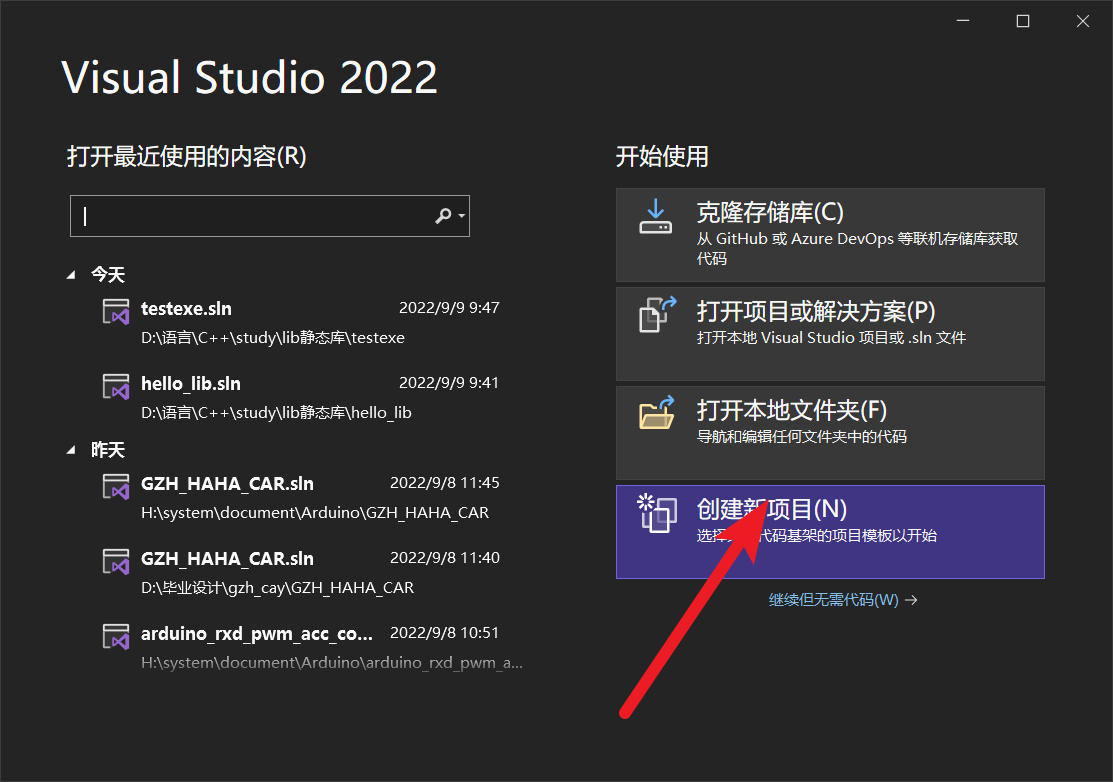 Visual Studio 2022
打开最近使用的内容(R)
今天
testexe.sln 2022/9/9 9:47
D:\语言\C++\study\lib静态库\testexe
hello_lib.sln 2022/9/9 9:41
D:\语言\C++\study\lib静态库\hello_lib
昨天
GZH_HAHA_CAR.sln 2022/9/8 11:45
H:\system\document\Arduino\GZH_HAHA_CAR
GZH_HAHA_CAR.sln 2022/9/8 11:40
D:\毕业设计\gzh_cay\GZH_HAHA_CAR
arduino_rxd_pwm_acc_co... 2022/9/8 10:51
H:\system\document\Arduino\arduino_rxd_pwm_a...
开始使用
克隆存储库(C)
从 GitHub 或 Azure DevOps 等联机存储库获取
代码
打开项目或解决方案(P)
打开本地 Visual Studio 项目或 .sln 文件
打开本地文件夹(F)
导航和编辑任何文件夹中的代码
创建新项目(N)
选择 代码基架的项目模板以开始
继续但无需代码(W) →